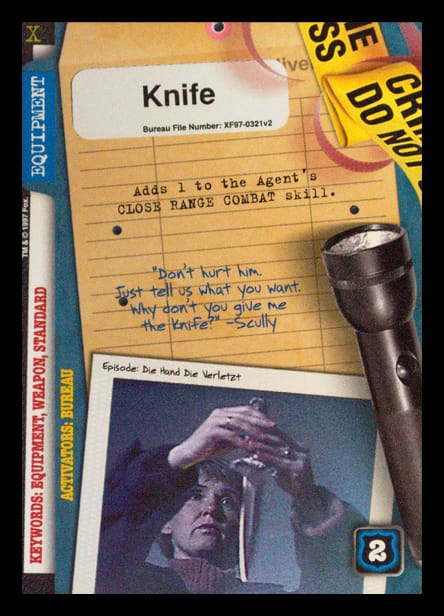 X
EQUIPMENT
TM & © 1997 Fox.
KEYWORDS: EQUIPMENT, WEAPON, STANDARD
ACTIVATORS: BUREAU
Knife
Bureau File Number: XF97-0321v2
Adds 1 to the Agent's
CLOSE RANGE COMBAT skill.
"Don't hurt him.
Just tell us what you want.
Why don't you give me
the knife?" -Scully
Episode: Die Hand Die Verletzt
2
DO NOT